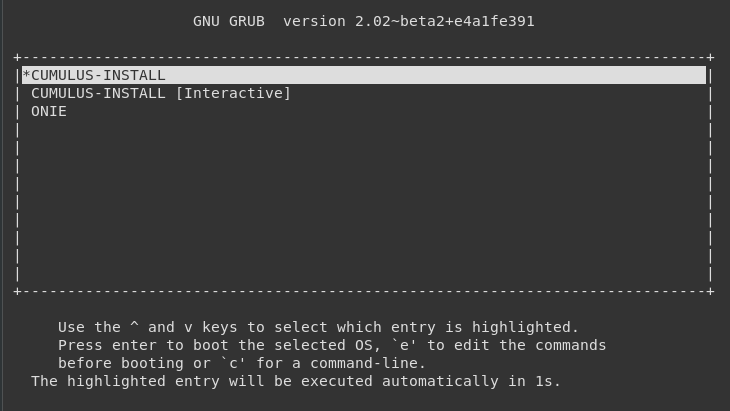 GNU GRUB  version 2.02~beta2+e4a1fe391
*CUMULUS-INSTALL
CUMULUS-INSTALL [Interactive]
ONIE
Use the ^ and v keys to select which entry is highlighted.
Press enter to boot the selected OS, `e' to edit the commands
before booting or `c' for a command-line.
The highlighted entry will be executed automatically in 1s.